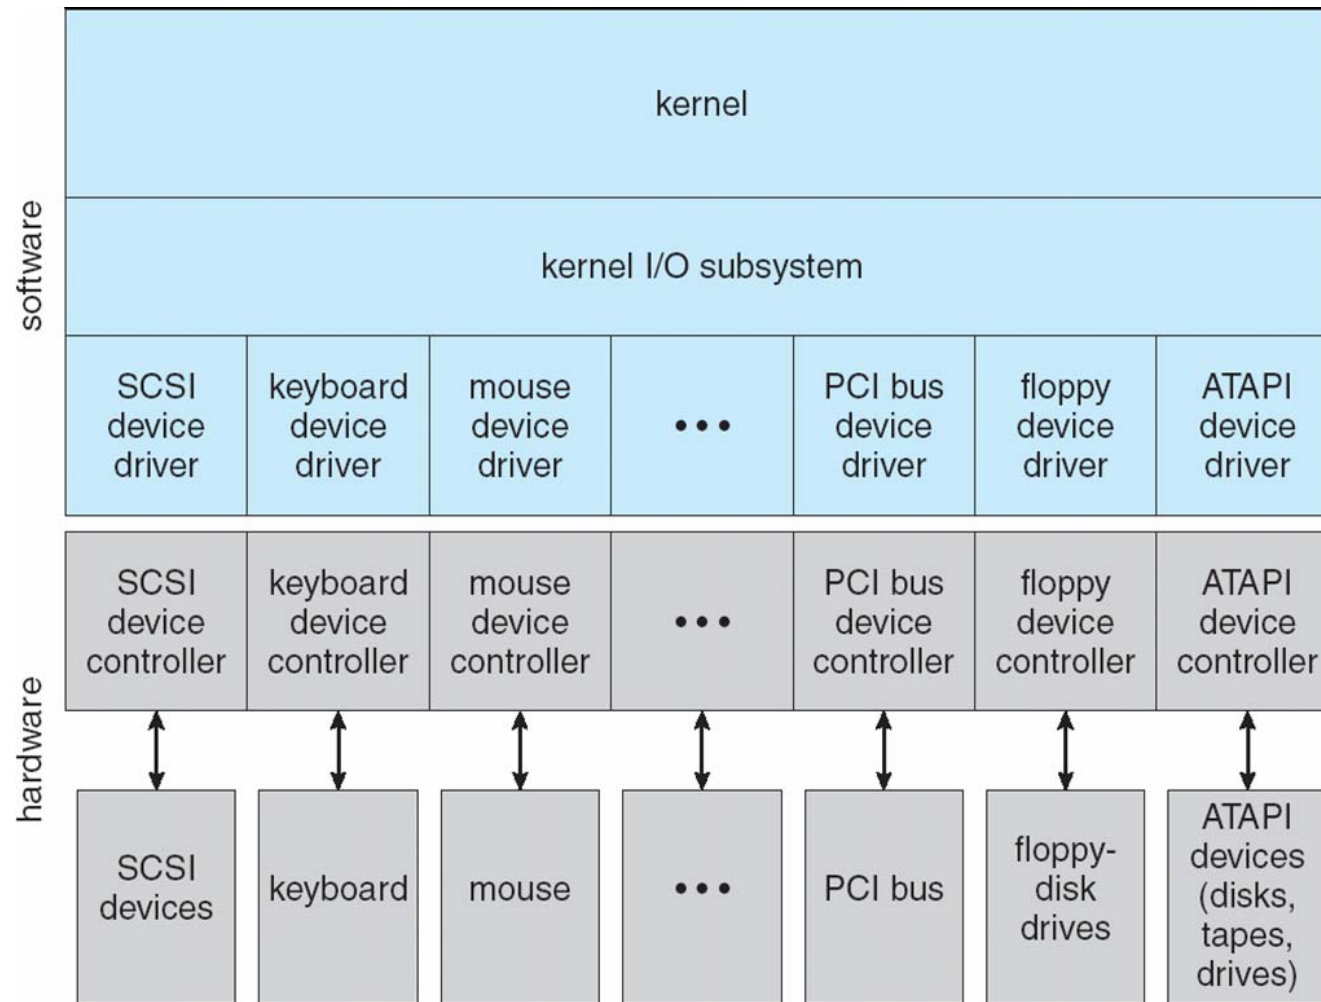 kernel
kernel I/O subsystem
software
SCSI
device
driver
keyboard
device
driver
mouse
device
driver
•••
PCI bus
device
driver
floppy
device
driver
ATAPI
device
driver
hardware
SCSI
device
controller
keyboard
device
controller
mouse
device
controller
•••
PCI bus
device
controller
floppy
device
controller
ATAPI
device
controller
SCSI
devices
keyboard
mouse
•••
PCI bus
floppy-
disk
drives
ATAPI
devices
(disks,
tapes,
drives)